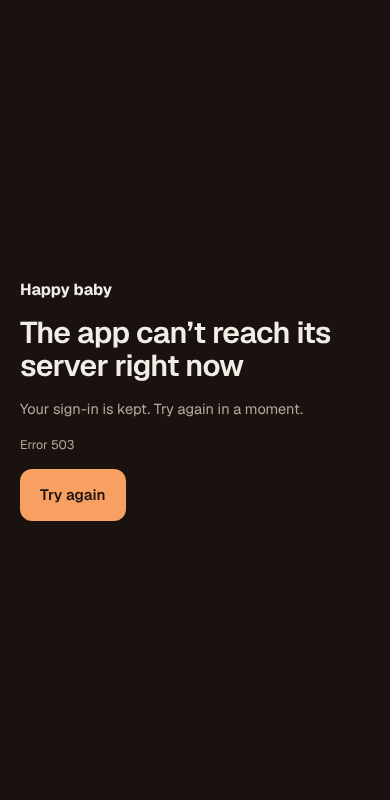 Happy baby
The app can’t reach its
server right now
Your sign-in is kept. Try again in a moment.
Error 503
Try again